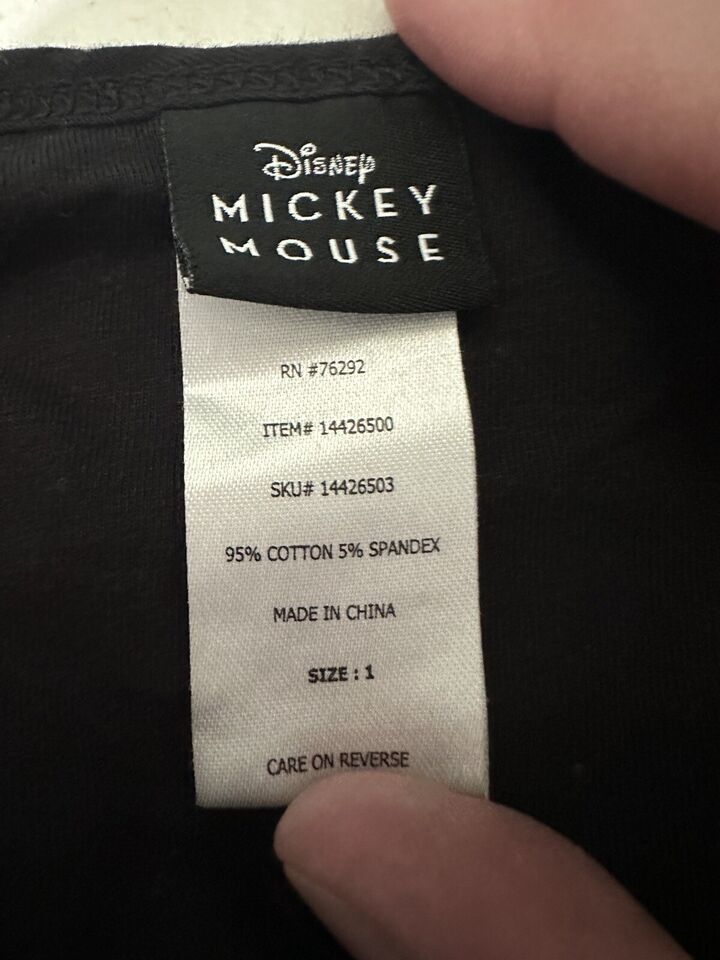 Disney
MICKEY
MOUSE
RN #76292
ITEM# 14426500
SKU# 14426503
95% COTTON 5% SPANDEX
MADE IN CHINA
SIZE : 1
CARE ON REVERSE